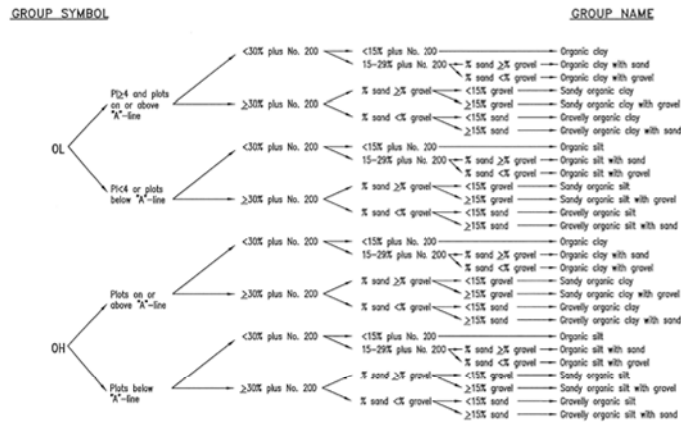 GROUP SYMBOL GROUP NAME
<30% plus No. 200 <15% plus No. 200 Organic clay
15-29% plus No. 200 % sand ≥% gravel Organic clay with sand
% sand <% gravel Organic clay with gravel
PI≥4 and plots on or above "A"-line
≥30% plus No. 200 % sand ≥% gravel <15% gravel Sandy organic clay
≥15% gravel Sandy organic clay with gravel
% sand <% gravel <15% sand Gravelly organic clay
≥15% sand Gravelly organic clay with sand
OL
<30% plus No. 200 <15% plus No. 200 Organic silt
15-29% plus No. 200 % sand ≥% gravel Organic silt with sand
% sand <% gravel Organic silt with gravel
PI<4 or plots below "A"-line
≥30% plus No. 200 % sand ≥% gravel <15% gravel Sandy organic silt
≥15% gravel Sandy organic silt with gravel
% sand <% gravel <15% sand Gravelly organic silt
≥15% sand Gravelly organic silt with sand
<30% plus No. 200 <15% plus No. 200 Organic clay
15-29% plus No. 200 % sand ≥% gravel Organic clay with sand
% sand <% gravel Organic clay with gravel
Plots on or above "A"-line
≥30% plus No. 200 % sand ≥% gravel <15% gravel Sandy organic clay
≥15% gravel Sandy organic clay with gravel
% sand <% gravel <15% sand Gravelly organic clay
≥15% sand Gravelly organic clay with sand
OH
<30% plus No. 200 <15% plus No. 200 Organic silt
15-29% plus No. 200 % sand ≥% gravel Organic silt with sand
% sand <% gravel Organic silt with gravel
Plots below "A"-line
≥30% plus No. 200 % sand ≥% gravel <15% gravel Sandy organic silt
≥15% gravel Sandy organic silt with gravel
% sand <% gravel <15% sand Gravelly organic silt
≥15% sand Gravelly organic silt with sand